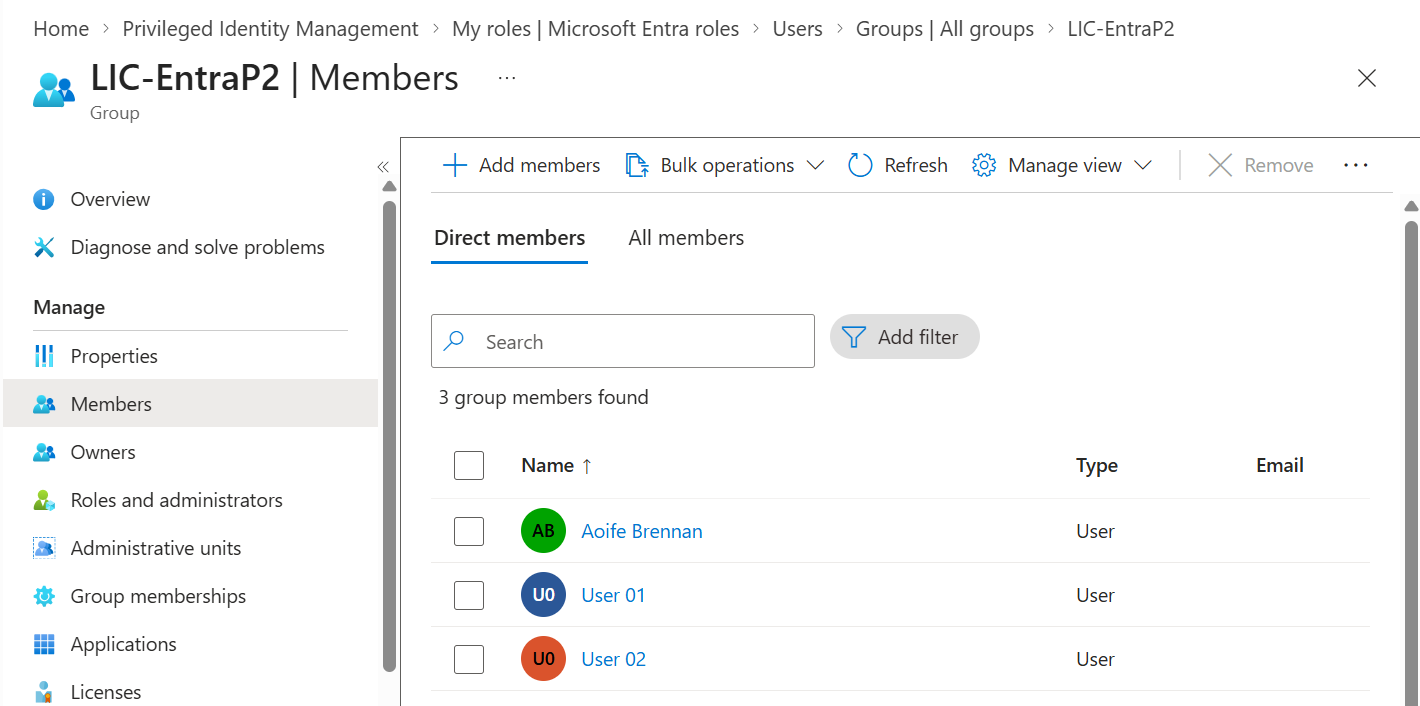 Home > Privileged Identity Management > My roles | Microsoft Entra roles > Users > Groups | All groups > LIC-EntraP2
LIC-EntraP2 | Members ...
Group
Overview
Diagnose and solve problems
Manage
Properties
Members
Owners
Roles and administrators
Administrative units
Group memberships
Applications
Licenses
Add members Bulk operations Refresh Manage view Remove ...
Direct members All members
Search Add filter
3 group members found
Name ↑ Type Email
AB Aoife Brennan User
U0 User 01 User
U0 User 02 User